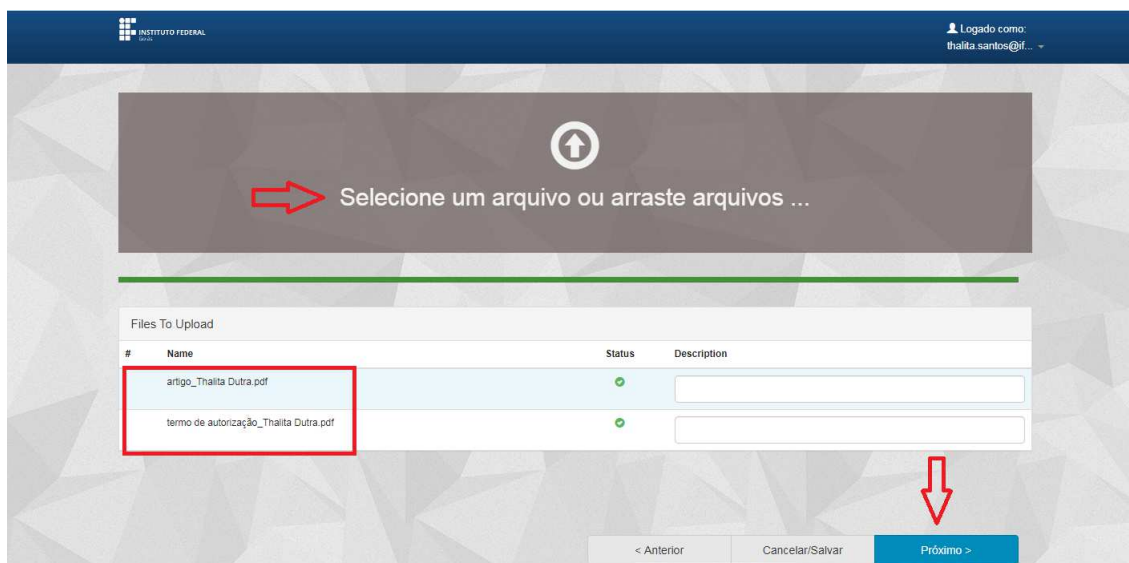 INSTITUTO FEDERAL
Goiás
Logado como:
thalita.santos@if...
Selecione um arquivo ou arraste arquivos ...
Files To Upload
# Name Status Description
artigo_Thalita Dutra.pdf
termo de autorização_Thalita Dutra.pdf
< Anterior Cancelar/Salvar Próximo >